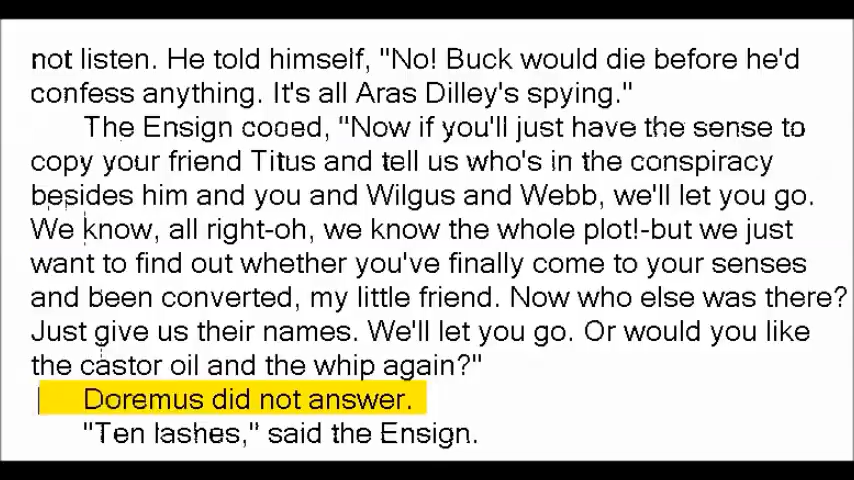 not listen. He told himself, "No! Buck would die before he'd
confess anything. It's all Aras Dilley's spying."
The Ensign cooed, "Now if you'll just have the sense to
copy your friend Titus and tell us who's in the conspiracy
besides him and you and Wilgus and Webb, we'll let you go.
We know, all right-oh, we know the whole plot!-but we just
want to find out whether you've finally come to your senses
and been converted, my little friend. Now who else was there?
Just give us their names. We'll let you go. Or would you like
the castor oil and the whip again?"
Doremus did not answer.
"Ten lashes," said the Ensign.